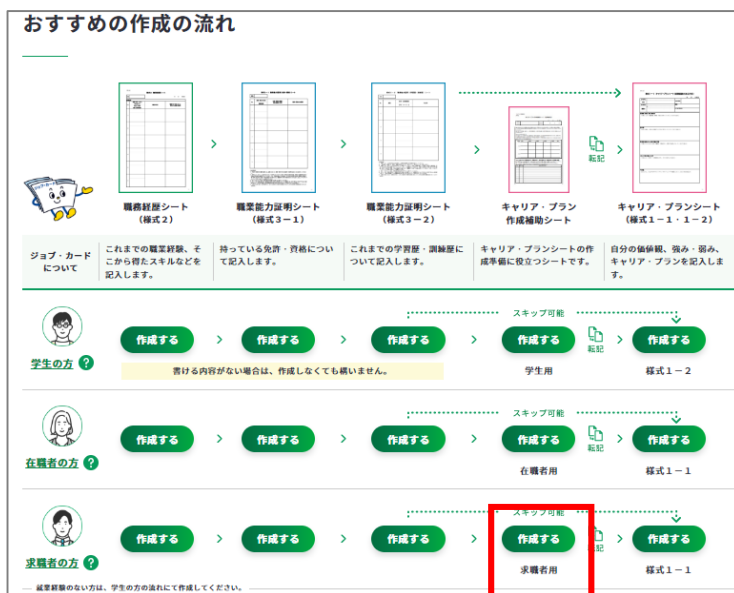 おすすめの作成の流れ
ジョブ・カード
転記
職務経歴シート
（様式２）
職業能力証明シート
（様式３－１）
職業能力証明シート
（様式３－２）
キャリア・プラン
作成補助シート
キャリア・プランシート
（様式１－１・１－２）
ジョブ・カード
について
これまでの職業経験、そ
こから得たスキルなどを
記入します。
持っている免許・資格につい
て記入します。
これまでの学習歴・訓練歴に
ついて記入します。
キャリア・プランシートの作
成準備に役立つシートです。
自分の価値観、強み・弱み、
キャリア・プランを記入しま
す。
スキップ可能
作成する
作成する
作成する
作成する
転記
作成する
学生の方 ?
書ける内容がない場合は、作成しなくても構いません。
学生用
様式１－２
スキップ可能
作成する
作成する
作成する
作成する
転記
作成する
在職者の方 ?
在職者用
様式１－１
スキップ可能
作成する
作成する
作成する
作成する
転記
作成する
求職者の方 ?
求職者用
様式１－１
就業経験のない方は、学生の方の流れにて作成してください。